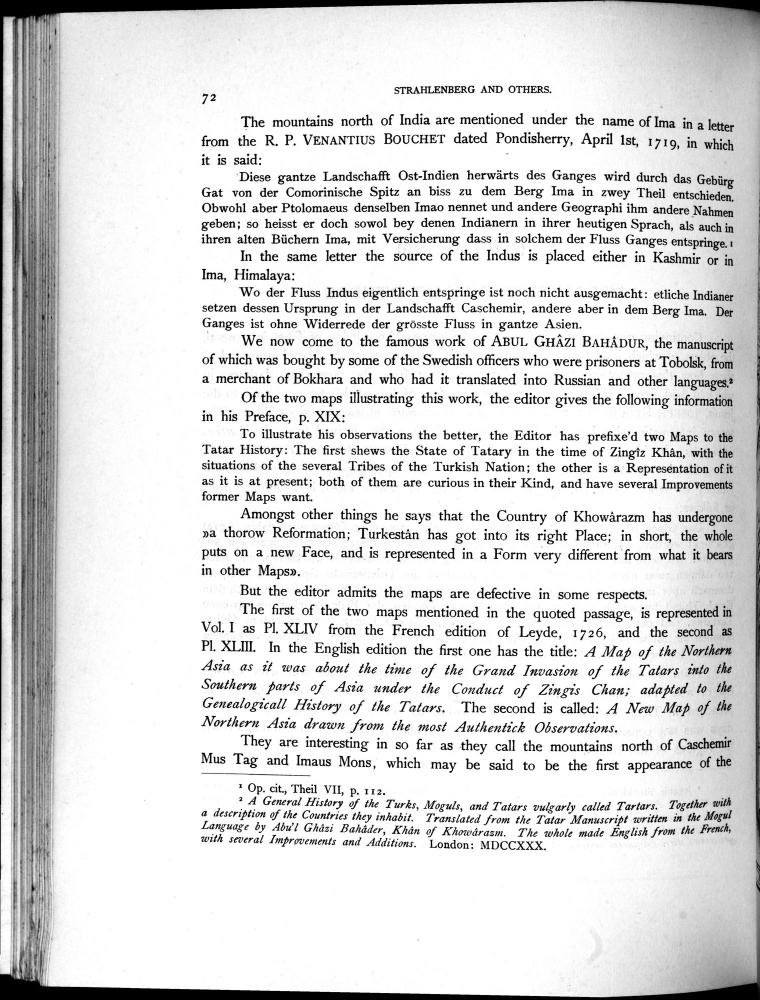 STRAHLENBERG AND OTHERS.
72
The mountains north of India are mentioned under the name of Ima in a letter
from the R. P. VENANTIUS BOUCHET dated Pondisherry, April 1st, 1719, in which
it is said:
Diese gantze Landschafft Ost-Indien herwärts des Ganges wird durch das Gebürg
Gat von der Comorinische Spitz an biss zu dem Berg Ima in zwey Theil entschieden.
Obwohl aber Ptolomaeus denselben Imao nennet und andere Geographi ihm andere Nahmen
geben; so heisst er doch sowol bey denen Indianern in ihrer heutigen Sprach, als auch in
ihren alten Büchern Ima, mit Versicherung dass in solchem der Fluss Ganges entspringe. ¹
In the same letter the source of the Indus is placed either in Kashmir or in
Ima, Himalaya:
Wo der Fluss Indus eigentlich entspringe ist noch nicht ausgemacht: etliche Indianer
setzen dessen Ursprung in der Landschafft Caschemir, andere aber in dem Berg Ima. Der
Ganges ist ohne Widerrede der grösste Fluss in gantze Asien.
We now come to the famous work of ABUL GHÂZI BAHÂDUR, the manuscript
of which was bought by some of the Swedish officers who were prisoners at Tobolsk, from
a merchant of Bokhara and who had it translated into Russian and other languages.²
Of the two maps illustrating this work, the editor gives the following information
in his Preface, p. XIX:
To illustrate his observations the better, the Editor has prefixe'd two Maps to the
Tatar History: The first shews the State of Tatary in the time of Zingîz Khân, with the
situations of the several Tribes of the Turkish Nation; the other is a Representation of it
as it is at present; both of them are curious in their Kind, and have several Improvements
former Maps want.
Amongst other things he says that the Country of Khowârazm has undergone
»a thorow Reformation; Turkestân has got into its right Place; in short, the whole
puts on a new Face, and is represented in a Form very different from what it bears
in other Maps».
But the editor admits the maps are defective in some respects.
The first of the two maps mentioned in the quoted passage, is represented in
Vol. I as Pl. XLIV from the French edition of Leyde, 1726, and the second as
Pl. XLIII. In the English edition the first one has the title: A Map of the Northern
Asia as it was about the time of the Grand Invasion of the Tatars into the
Southern parts of Asia under the Conduct of Zingis Chan; adapted to the
Genealogicall History of the Tatars. The second is called: A New Map of the
Northern Asia drawn from the most Authentick Observations.
They are interesting in so far as they call the mountains north of Caschemir
Mus Tag and Imaus Mons, which may be said to be the first appearance of the
¹ Op. cit., Theil VII, p. 112.
² A General History of the Turks, Moguls, and Tatars vulgarly called Tartars. Together with
a description of the Countries they inhabit. Translated from the Tatar Manuscript written in the Mogul
Language by Abu'l Ghâzi Bahâder, Khân of Khowârazm. The whole made English from the French,
with several Improvements and Additions. London: MDCCXXX.